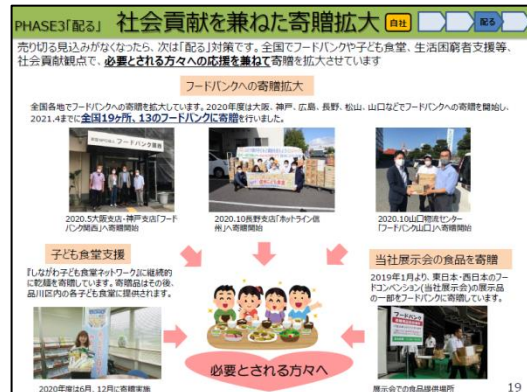 PHASE3「配る」 社会貢献を兼ねた寄贈拡大 自社 配る
売り切る見込みがなくなったら、次は「配る」対策です。全国でフードバンクや子ども食堂、生活困窮者支援等、
社会貢献観点で、必要とされる方々への応援を兼ねて寄贈を拡大させています
フードバンクへの寄贈拡大
全国各地でフードバンクへの寄贈を拡大しています。2020年度は大阪、神戸、広島、長野、松山、山口などでフードバンクへの寄贈を開始し、
2021.4までに全国19ヶ所、13のフードバンクに寄贈を行いました。
フードバンク関西
2020.5大阪支店・神戸支店「フード
バンク関西」へ寄贈開始
2020.10長野支店「ホットライン信
州」へ寄贈開始
2020.10山口物流センター
「フードバンク山口」へ寄贈開始
子ども食堂支援
『しながわ子ども食堂ネットワーク』に継続的
に乾麺を寄贈しています。寄贈品はその後、
品川区内の各子ども食堂に提供されます。
2020年度は6月、12月に寄贈実施
必要とされる方々へ
当社展示会の食品を寄贈
2019年1月より、東日本・西日本のフー
ドコンベンション(当社展示会)の展示品
の一部をフードバンクに寄贈しています。
フードバンク
展示会での食品提供場所
19